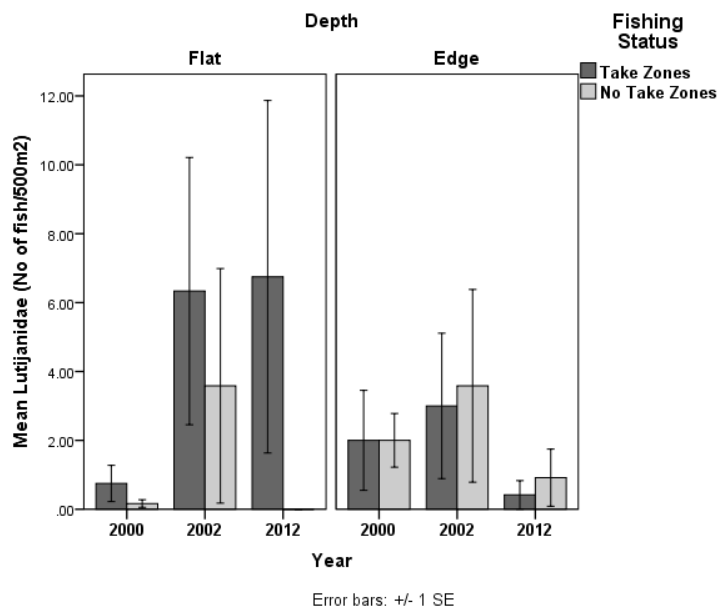 Depth
Flat
Edge
Fishing
Status
Take Zones
No Take Zones
Mean Lutijanidae (No of fish/500m2)
12.00
10.00
8.00
6.00
4.00
2.00
.00
2000 2002 2012
2000 2002 2012
Year
Error bars: +/- 1 SE